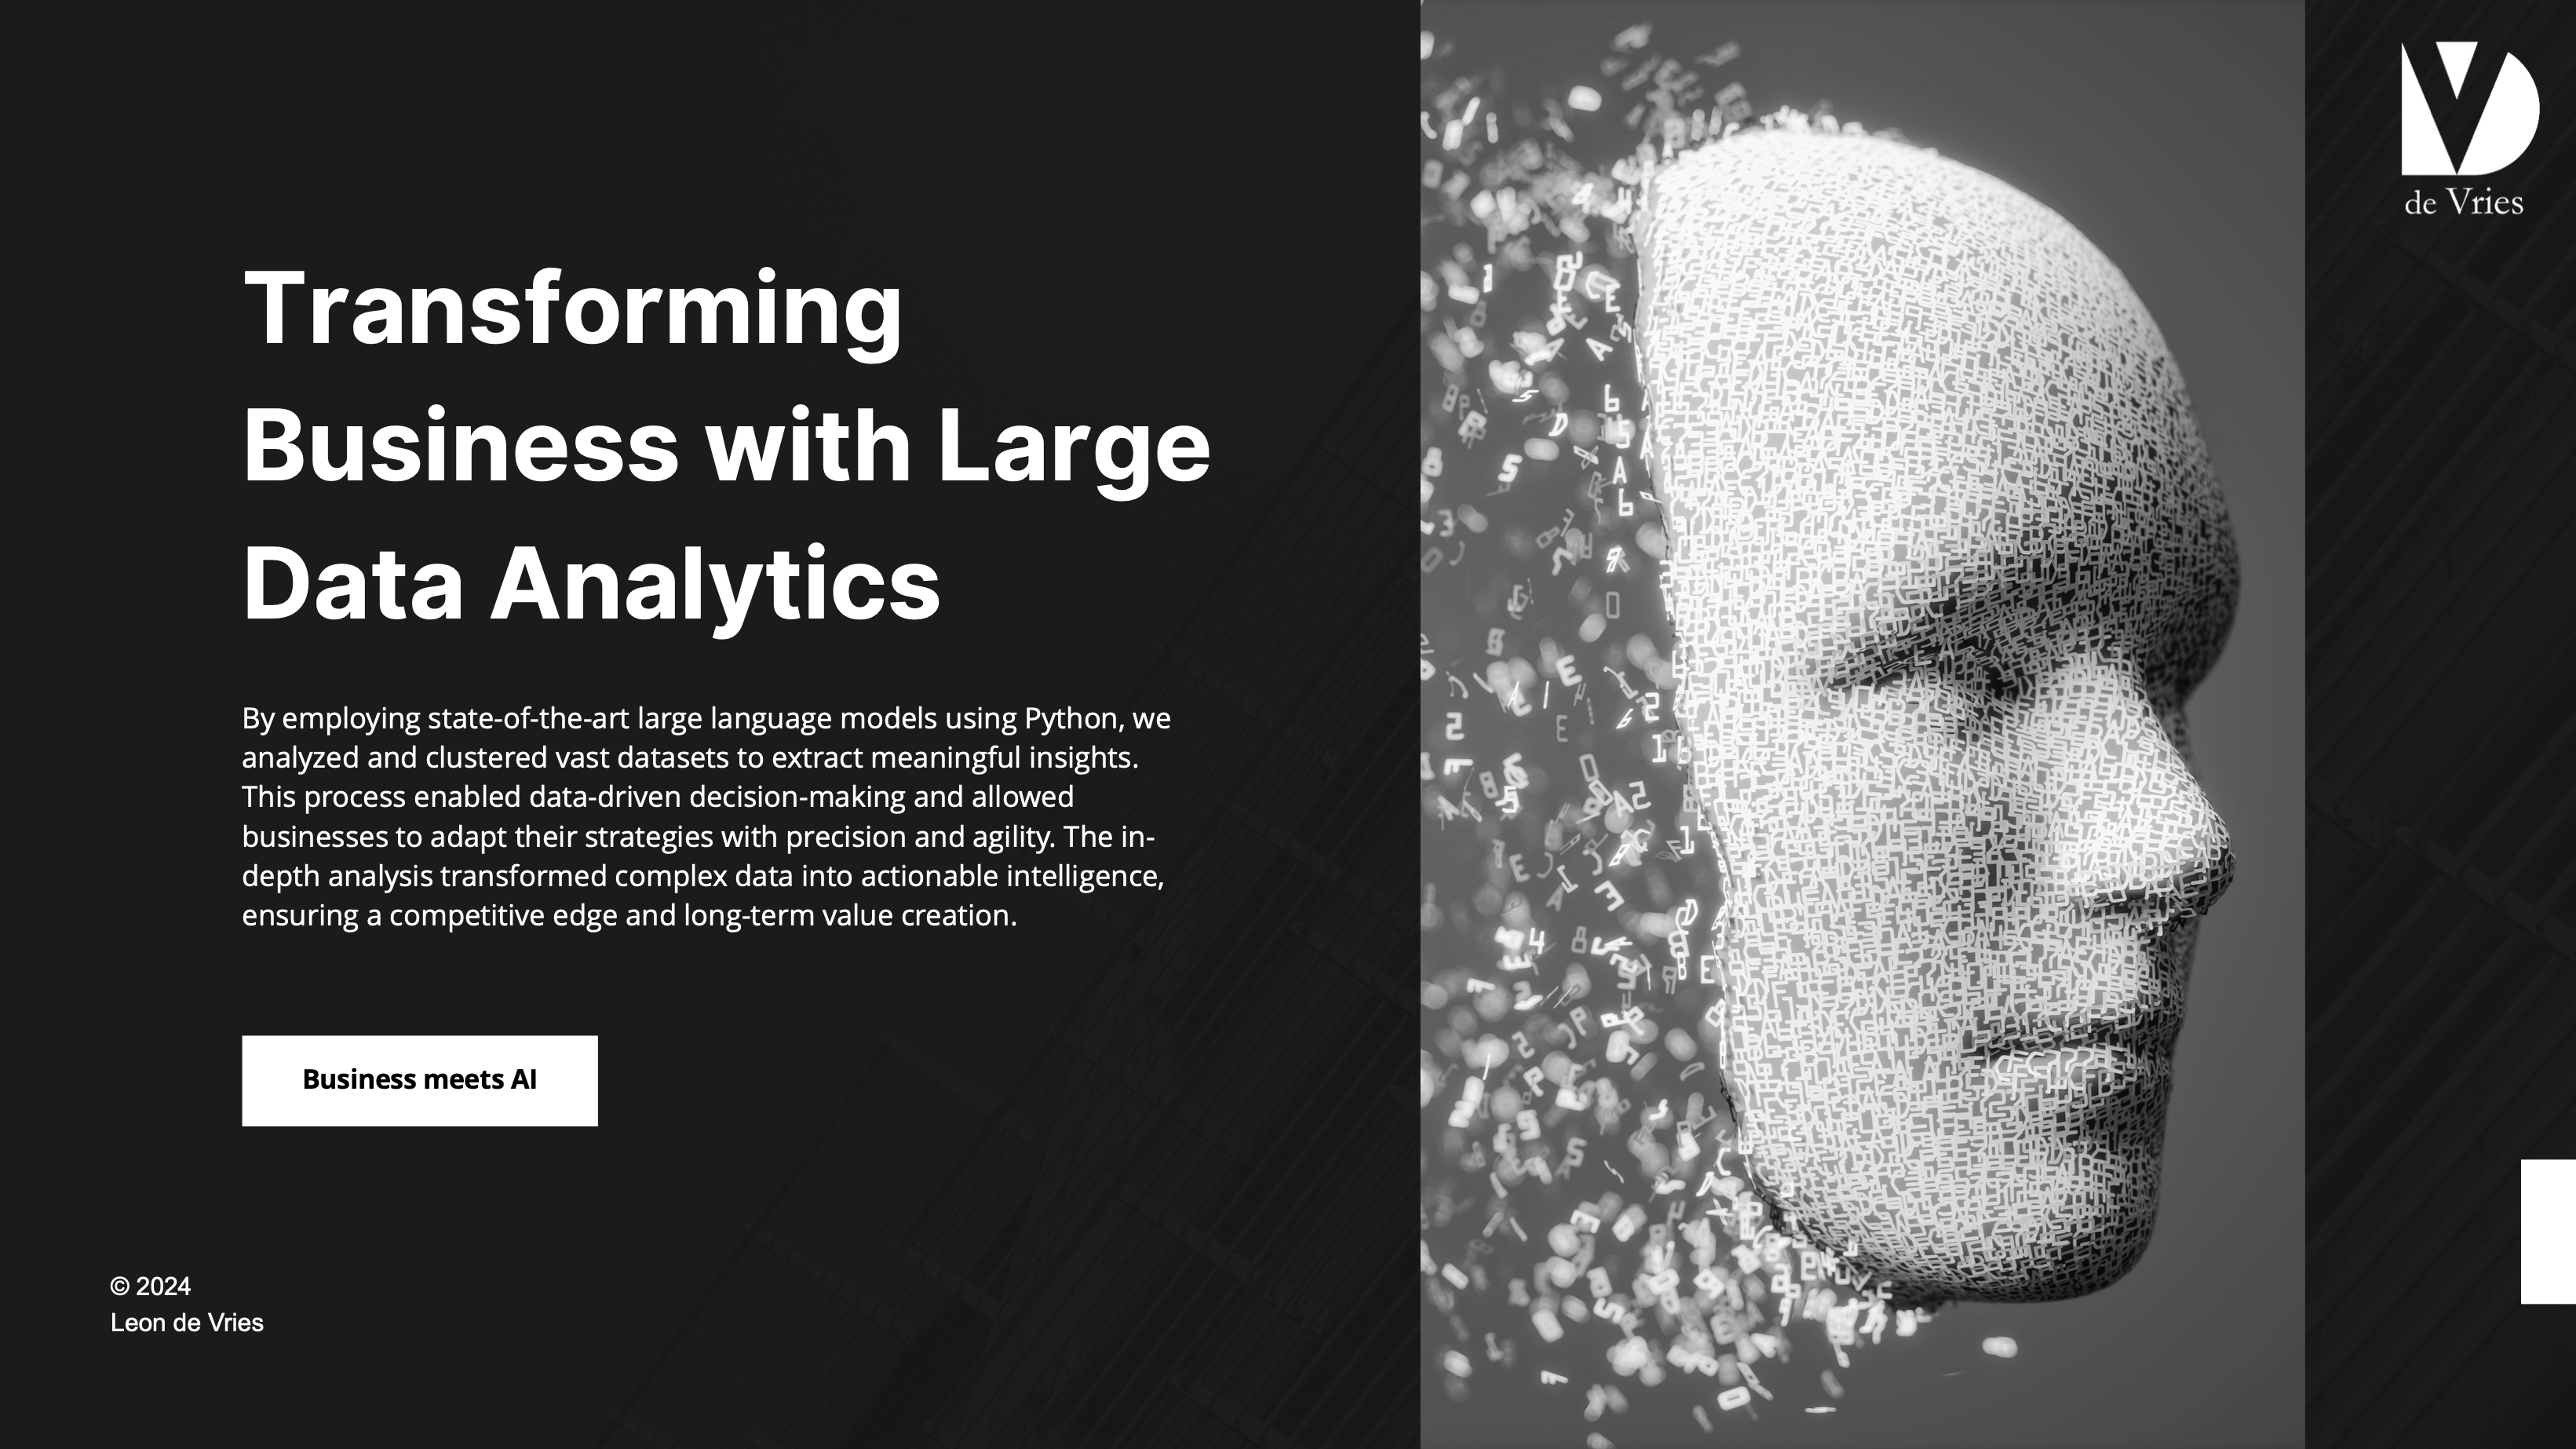 de Vries
Transforming
Business with Large
Data Analytics
By employing state-of-the-art large language models using Python, we
analyzed and clustered vast datasets to extract meaningful insights.
This process enabled data-driven decision-making and allowed
businesses to adapt their strategies with precision and agility. The in-
depth analysis transformed complex data into actionable intelligence,
ensuring a competitive edge and long-term value creation.
Business meets AI
© 2024
Leon de Vries